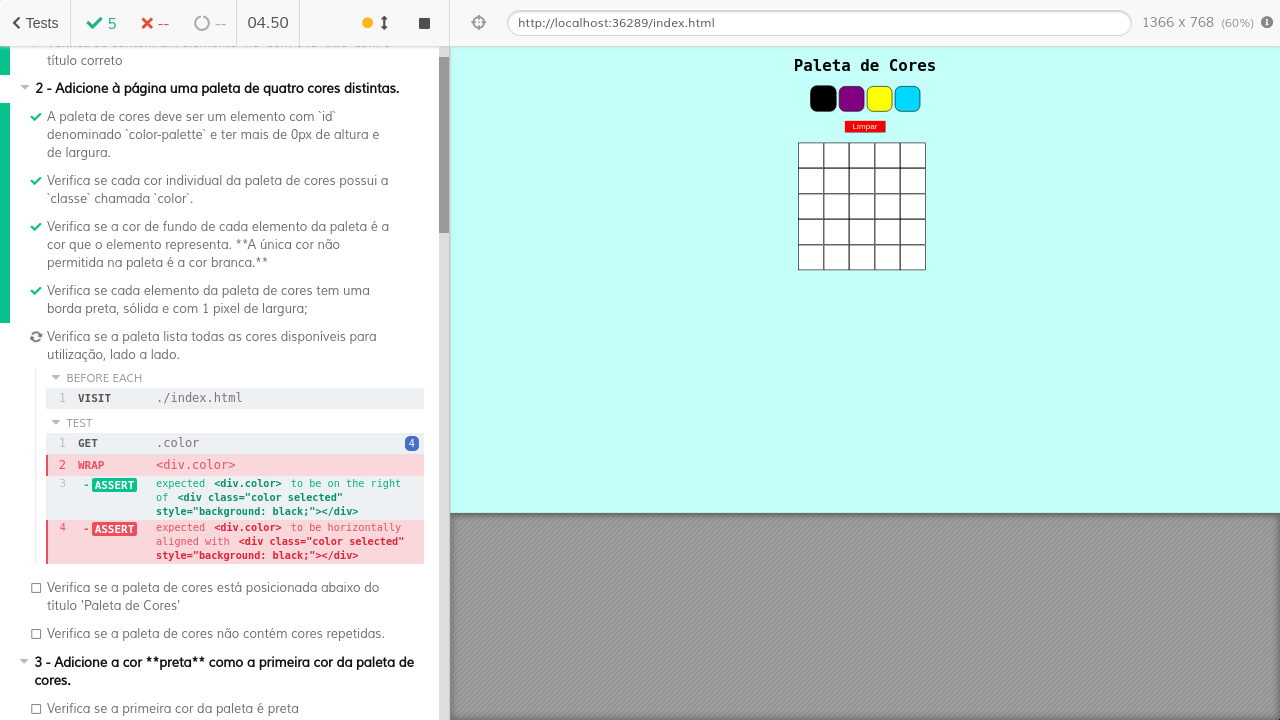 Tests
5
--
--
04.50
http://localhost:36289/index.html
1366 x 768 (60%)
título correto
2 - Adicione à página uma paleta de quatro cores distintas.
A paleta de cores deve ser um elemento com `id`
denominado `color-palette` e ter mais de 0px de altura e
de largura.
Verifica se cada cor individual da paleta de cores possui a
`classe` chamada `color`.
Verifica se a cor de fundo de cada elemento da paleta é a
cor que o elemento representa. **A única cor não
permitida na paleta é a cor branca.**
Verifica se cada elemento da paleta de cores tem uma
borda preta, sólida e com 1 pixel de largura;
Verifica se a paleta lista todas as cores disponíveis para
utilização, lado a lado.
BEFORE EACH
1 VISIT ./index.html
TEST
1 GET .color 4
2 WRAP <div.color>
3 -ASSERT expected <div.color> to be on the right
of <div class="color selected"
style="background: black;"></div>
4 -ASSERT expected <div.color> to be horizontally
aligned with <div class="color selected"
style="background: black;"></div>
Verifica se a paleta de cores está posicionada abaixo do
título 'Paleta de Cores'
Verifica se a paleta de cores não contém cores repetidas.
3 - Adicione a cor **preta** como a primeira cor da paleta de
cores.
Verifica se a primeira cor da paleta é preta
Paleta de Cores
Limpar